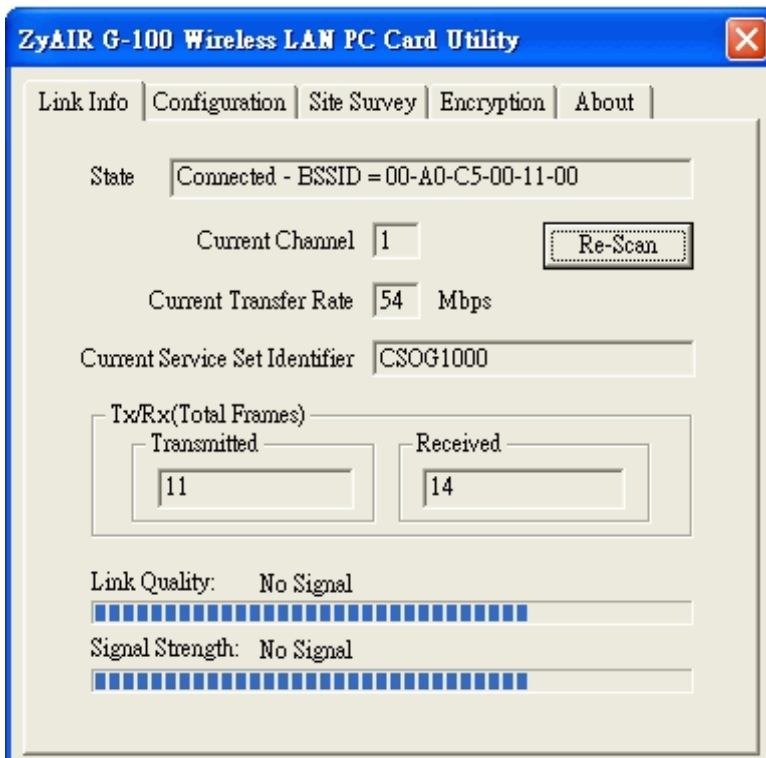 ZyAIR G-100 Wireless LAN PC Card Utility
Link Info Configuration Site Survey Encryption About
State Connected - BSSID = 00-A0-C5-00-11-00
Current Channel 1 Re-Scan
Current Transfer Rate 54 Mbps
Current Service Set Identifier CSOG1000
Tx/Rx(Total Frames)
Transmitted Received
11 14
Link Quality: No Signal
Signal Strength: No Signal